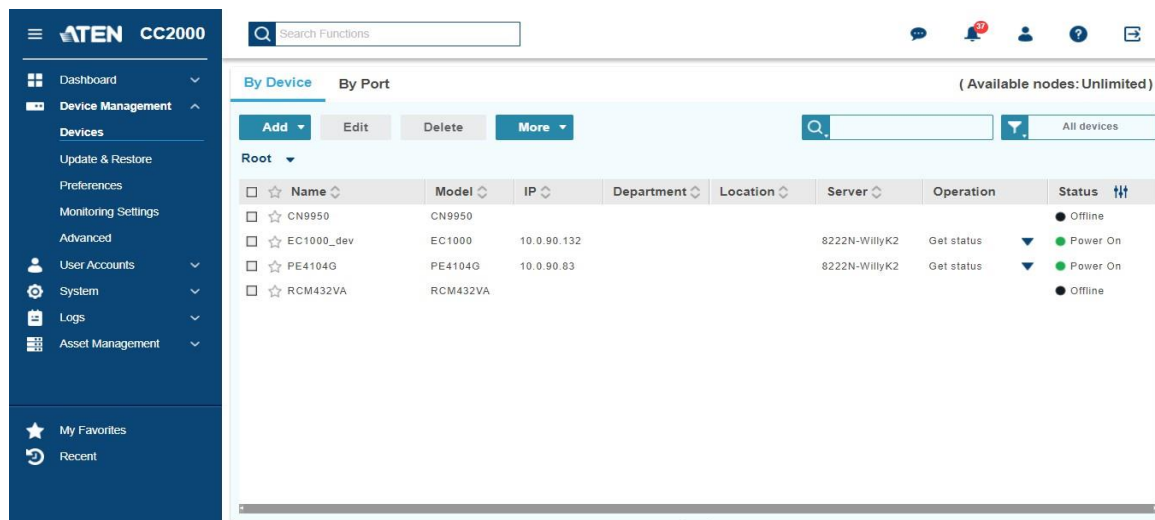 ATEN CC2000
Search Functions
37
Dashboard
Device Management
Devices
Update & Restore
Preferences
Monitoring Settings
Advanced
User Accounts
System
Logs
Asset Management
My Favorites
Recent
By Device By Port (Available nodes: Unlimited)
Add Edit Delete More All devices
Root
Name Model IP Department Location Server Operation Status
CN9950 CN9950 Offline
EC1000_dev EC1000 10.0.90.132 8222N-WillyK2 Get status Power On
PE4104G PE4104G 10.0.90.83 8222N-WillyK2 Get status Power On
RCM432VA RCM432VA Offline